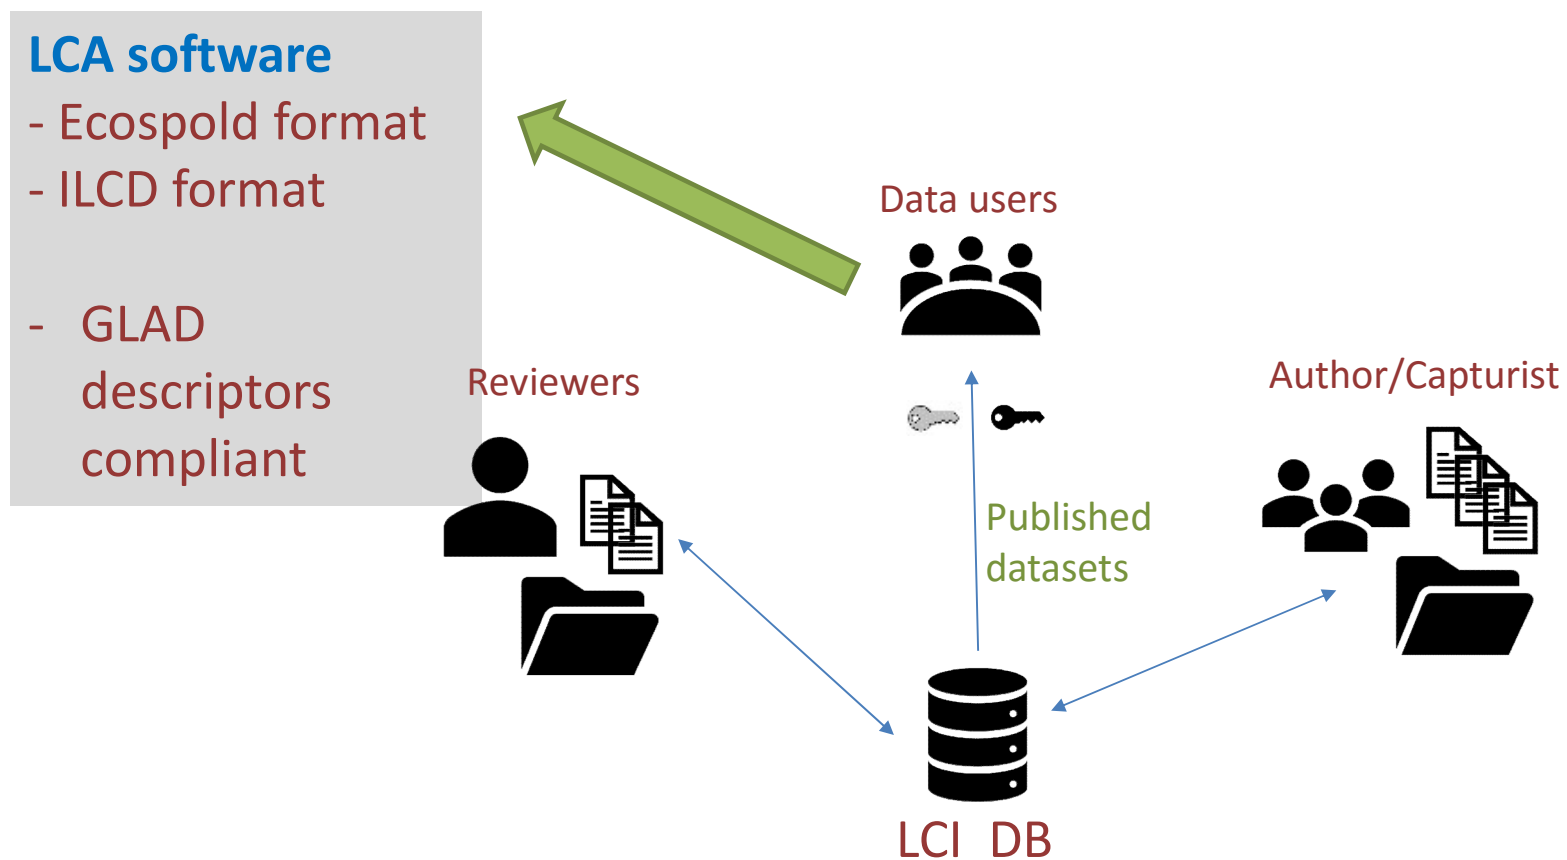 LCA software
- Ecospold format
- ILCD format
- GLAD
descriptors
compliant
Data users
Reviewers
Author/Capturist
Published
datasets
LCI DB